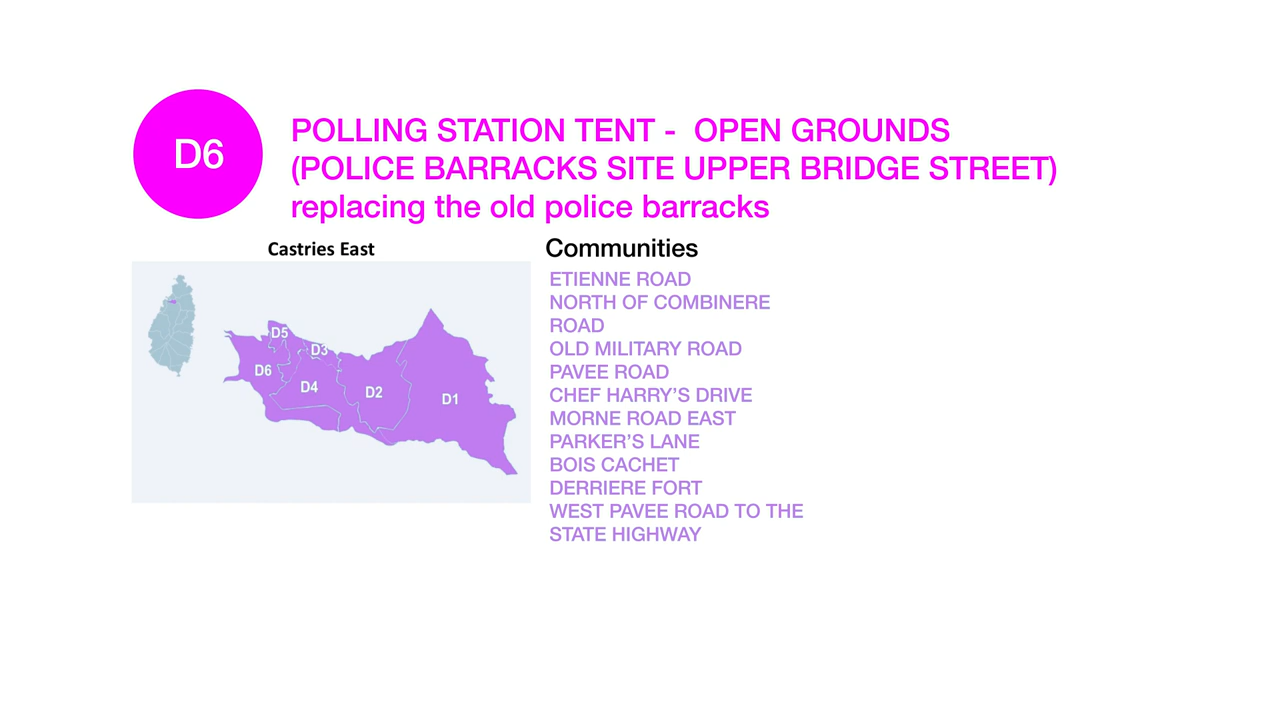 D6
POLLING STATION TENT -  OPEN GROUNDS
(POLICE BARRACKS SITE UPPER BRIDGE STREET)
replacing the old police barracks
Castries East
D5
D3
D6
D4
D2
D1
Communities
ETIENNE ROAD
NORTH OF COMBINERE
ROAD
OLD MILITARY ROAD
PAVEE ROAD
CHEF HARRY’S DRIVE
MORNE ROAD EAST
PARKER’S LANE
BOIS CACHET
DERRIERE FORT
WEST PAVEE ROAD TO THE
STATE HIGHWAY